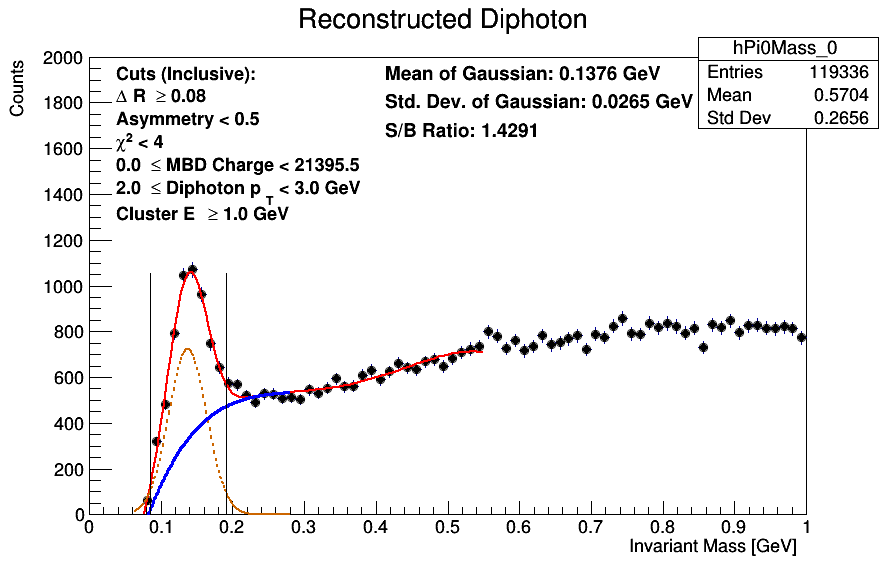 Reconstructed Diphoton
hPi0Mass_0
Entries 119336
Mean 0.5704
Std Dev 0.2656
Cuts (Inclusive):
Δ R ≥ 0.08
Asymmetry < 0.5
χ² < 4
0.0 ≤ MBD Charge < 21395.5
2.0 ≤ Diphoton p_T < 3.0 GeV
Cluster E ≥ 1.0 GeV
Mean of Gaussian: 0.1376 GeV
Std. Dev. of Gaussian: 0.0265 GeV
S/B Ratio: 1.4291
Counts
2000
1800
1600
1400
1200
1000
800
600
400
200
0
0 0.1 0.2 0.3 0.4 0.5 0.6 0.7 0.8 0.9 1
Invariant Mass [GeV]